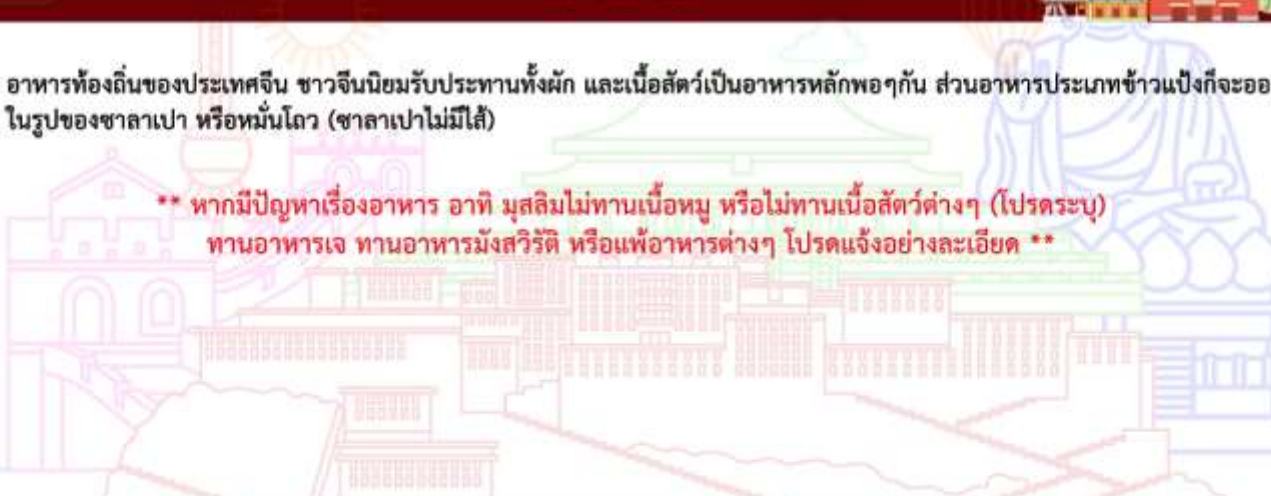 อาหารท้องถิ่นของประเทศจีน ชาวจีนนิยมรับประทานทั้งผัก และเนื้อสัตว์เป็นอาหารหลักพอๆกัน ส่วนอาหารประเภทข้าวแป้งก็จะออ
ในรูปของซาลาเปา หรือหมั่นโถว (ซาลาเปาไม่มีไส้)
** หากมีปัญหาเรื่องอาหาร อาทิ มุสลิมไม่ทานเนื้อหมู หรือไม่ทานเนื้อสัตว์ต่างๆ (โปรดระบุ)
ทานอาหารเจ ทานอาหารมังสวิรัติ หรือแพ้อาหารต่างๆ โปรดแจ้งอย่างละเอียด **